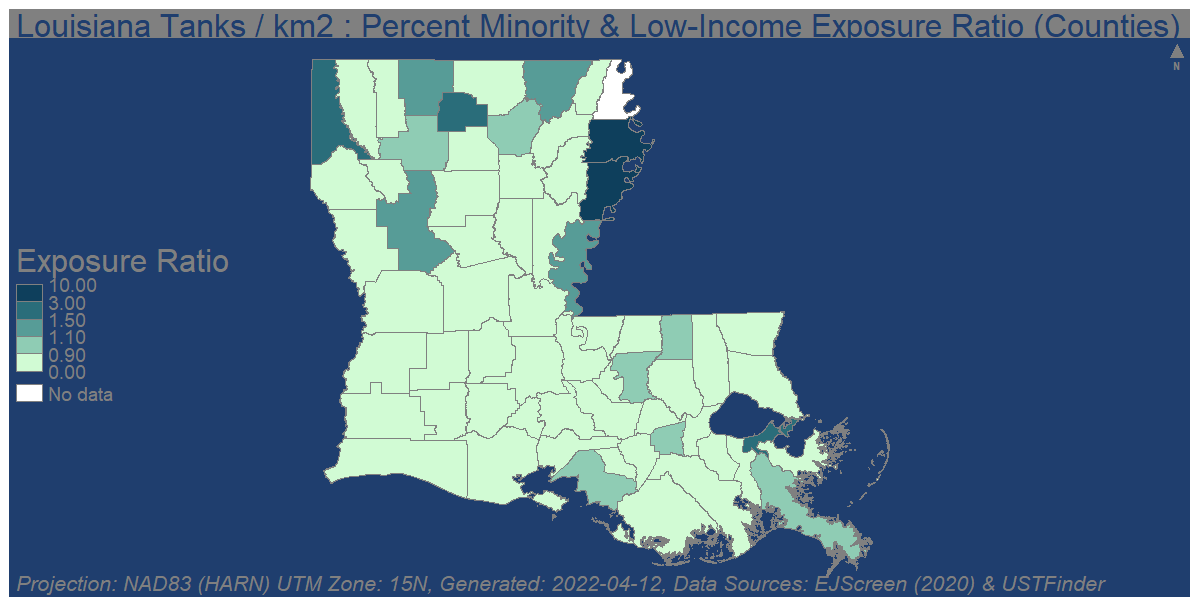 Louisiana Tanks / km2 : Percent Minority & Low-Income Exposure Ratio (Counties)
N
Exposure Ratio
10.00
3.00
1.50
1.10
0.90
0.00
No data
Projection: NAD83 (HARN) UTM Zone: 15N, Generated: 2022-04-12, Data Sources: EJScreen (2020) & USTFinder